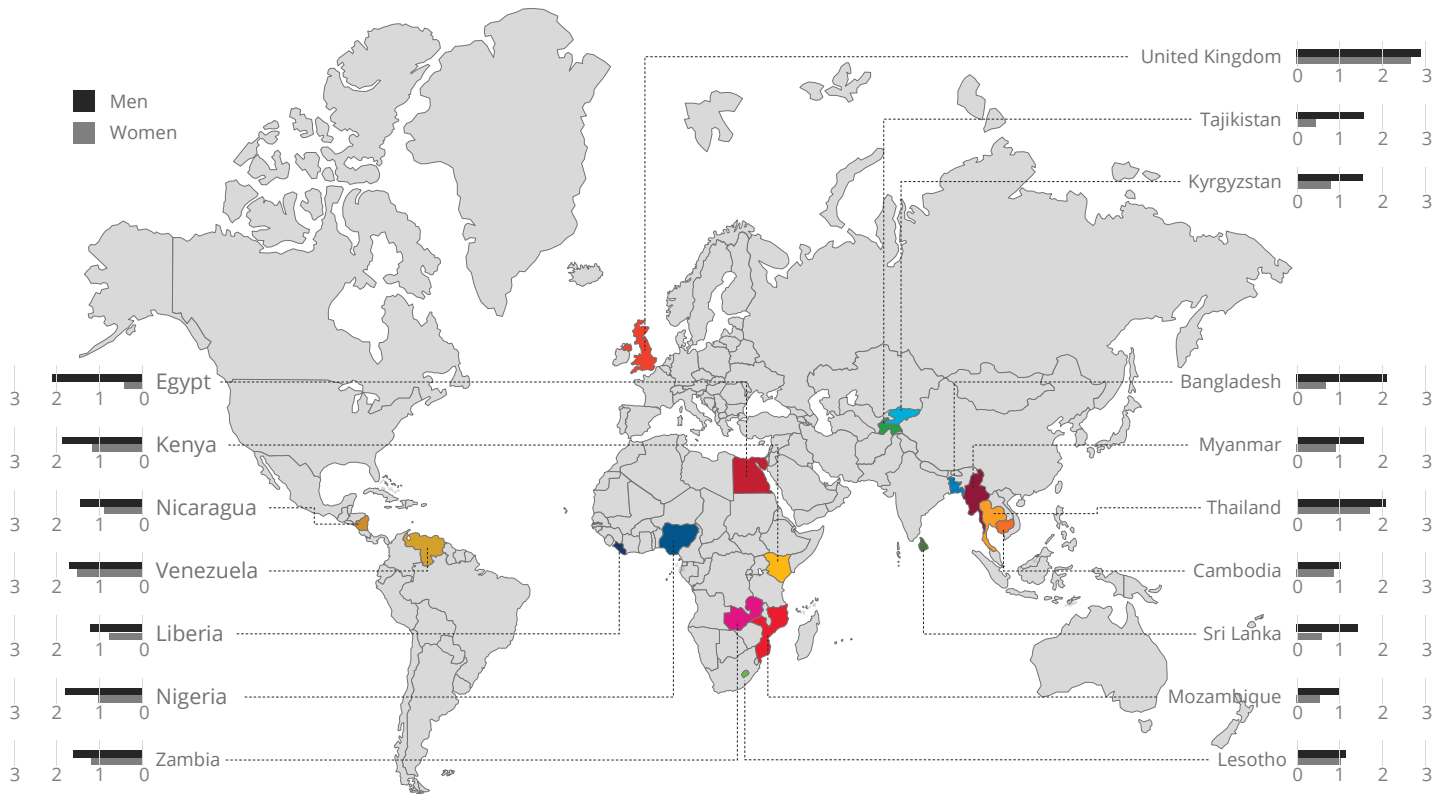 Men
Women
United Kingdom
0 1 2 3
Tajikistan
0 1 2 3
Kyrgyzstan
0 1 2 3
Egypt
3 2 1 0
Kenya
3 2 1 0
Nicaragua
3 2 1 0
Venezuela
3 2 1 0
Liberia
3 2 1 0
Nigeria
3 2 1 0
Zambia
3 2 1 0
Bangladesh
0 1 2 3
Myanmar
0 1 2 3
Thailand
0 1 2 3
Cambodia
0 1 2 3
Sri Lanka
0 1 2 3
Mozambique
0 1 2 3
Lesotho
0 1 2 3